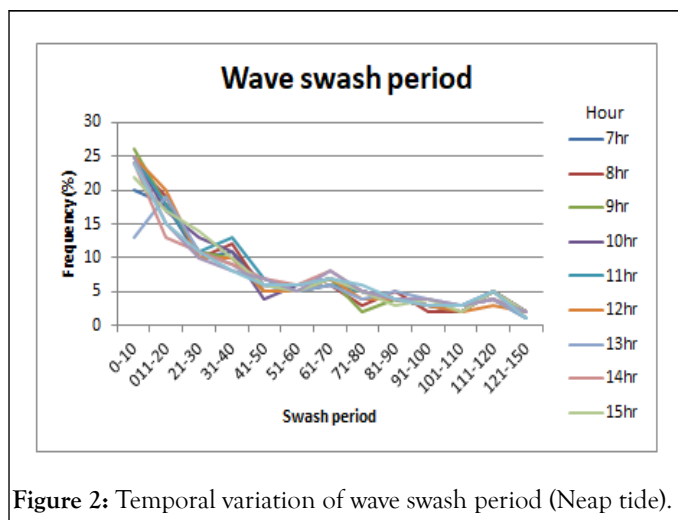 Wave swash period
Frequency (%)
30
25
20
15
10
5
0
0-10
011-20
21-30
31-40
41-50
51-60
61-70
71-80
81-90
91-100
101-110
111-120
121-150
Swash period
Hour
7hr
8hr
9hr
10hr
11hr
12hr
13hr
14hr
15hr
Figure 2: Temporal variation of wave swash period (Neap tide).